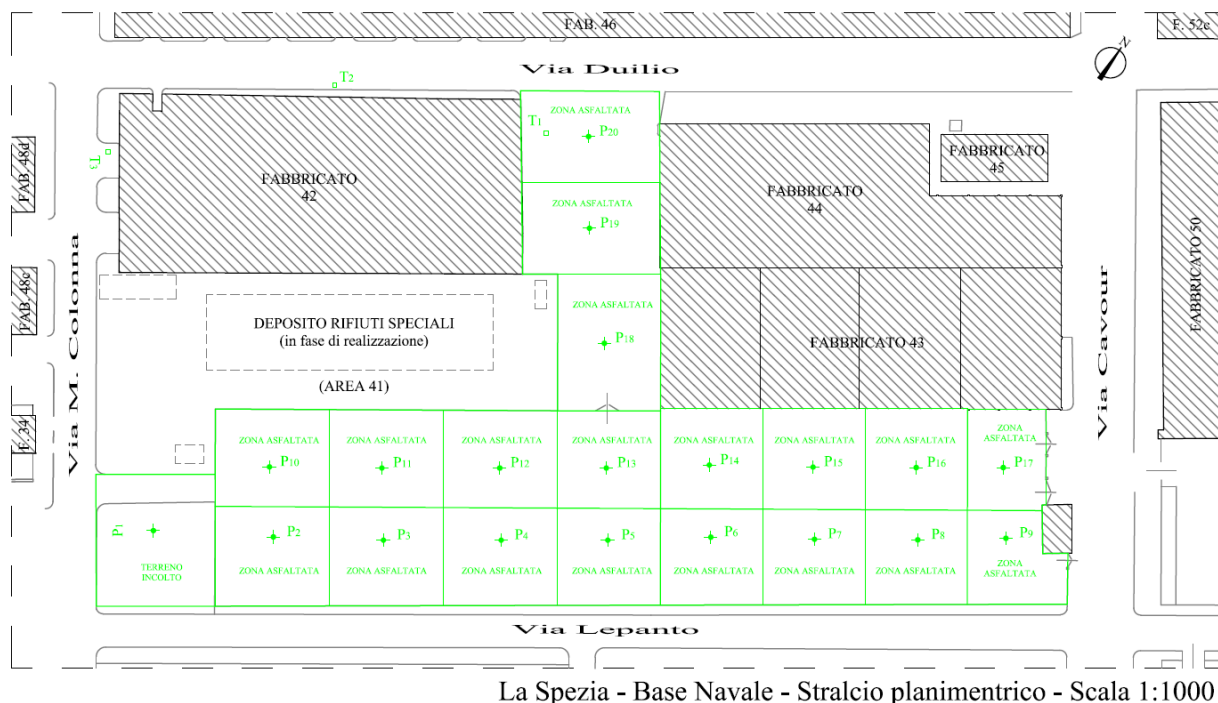 FAB. 46
F. 52c
Via Duilio
N
T2
ZONA ASFALTATA
T1
P20
T3
FAB. 48d
FABBRICATO
42
FABBRICATO
45
FABBRICATO
44
ZONA ASFALTATA
P19
FAB. 48c
Via M. Colonna
DEPOSITO RIFIUTI SPECIALI
(in fase di realizzazione)
(AREA 41)
ZONA ASFALTATA
P18
FABBRICATO 43
Via Cavour
FABBRICATO 50
F. 34
ZONA ASFALTATA
P10
ZONA ASFALTATA
P11
ZONA ASFALTATA
P12
ZONA ASFALTATA
P13
ZONA ASFALTATA
P14
ZONA ASFALTATA
P15
ZONA ASFALTATA
P16
ZONA
ASFALTATA
P17
P1
TERRENO
INCOLTO
P2
ZONA ASFALTATA
P3
ZONA ASFALTATA
P4
ZONA ASFALTATA
P5
ZONA ASFALTATA
P6
ZONA ASFALTATA
P7
ZONA ASFALTATA
P8
ZONA ASFALTATA
P9
ZONA
ASFALTATA
Via Lepanto
La Spezia - Base Navale - Stralcio planimentrico - Scala 1:1000